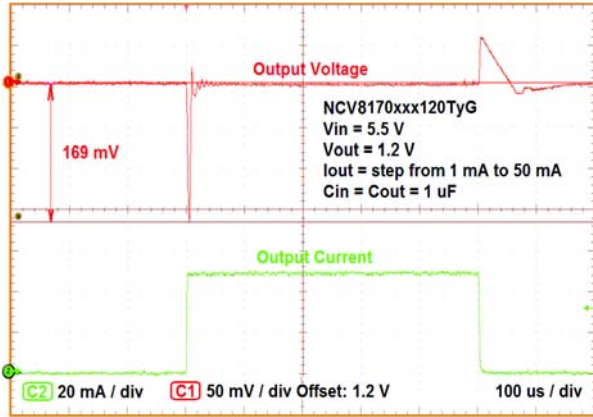 Output Voltage
NCV8170xxx120TyG
Vin = 5.5 V
Vout = 1.2 V
Iout = step from 1 mA to 50 mA
Cin = Cout = 1 uF
169 mV
Output Current
C2 20 mA / div C1 50 mV / div Offset: 1.2 V 100 us / div